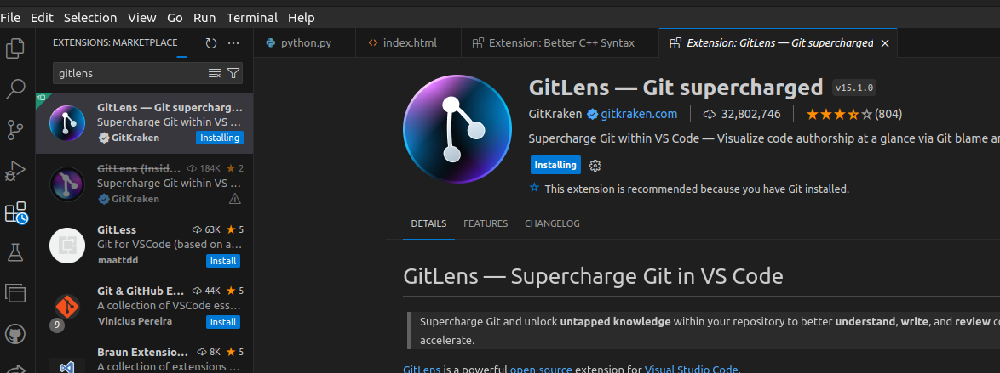 File Edit Selection View Go Run Terminal Help
EXTENSIONS: MARKETPLACE
gitlens
GitLens — Git supercharg...
Supercharge Git within VS ...
GitKraken Installing
GitLens (Insid... 184K 2
Supercharge Git within VS ...
GitKraken
GitLess 63K 5
Git for VSCode (based on a...
maattdd Install
Git & GitHub E... 44K 5
A collection of VSCode ess...
9 Vinicius Pereira Install
Braun Extensio... 8K 5
A collection of extensions ...
python.py index.html Extension: Better C++ Syntax Extension: GitLens — Git supercharged
GitLens — Git supercharged v15.1.0
GitKraken gitkraken.com 32,802,746 (804)
Supercharge Git within VS Code — Visualize code authorship at a glance via Git blame
Installing
This extension is recommended because you have Git installed.
DETAILS FEATURES CHANGELOG
GitLens — Supercharge Git in VS Code
Supercharge Git and unlock untapped knowledge within your repository to better understand, write, and review
accelerate.
GitLens is a powerful open-source extension for Visual Studio Code.